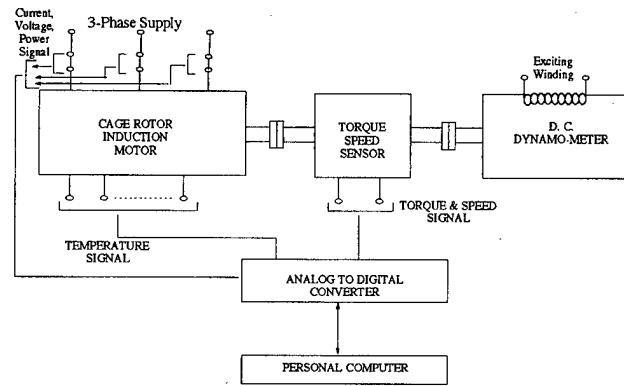 Current,
Voltage,
Power
Signal
3-Phase Supply
Exciting
Winding
CAGE ROTOR
INDUCTION
MOTOR
TORQUE
SPEED
SENSOR
D. C.
DYNAMO-METER
TORQUE & SPEED
SIGNAL
TEMPERATURE
SIGNAL
ANALOG TO DIGITAL
CONVERTER
PERSONAL COMPUTER